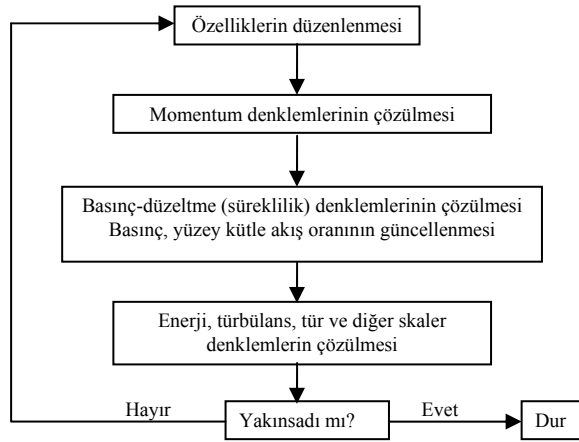 Özelliklerin düzenlenmesi
Momentum denklemlerinin çözülmesi
Basınç-düzeltme (süreklilik) denklemlerinin çözülmesi
Basınç, yüzey kütle akış oranının güncellenmesi
Enerji, türbülans, tür ve diğer skaler
denklemlerin çözülmesi
Hayır
Yakınsadı mı?
Evet
Dur